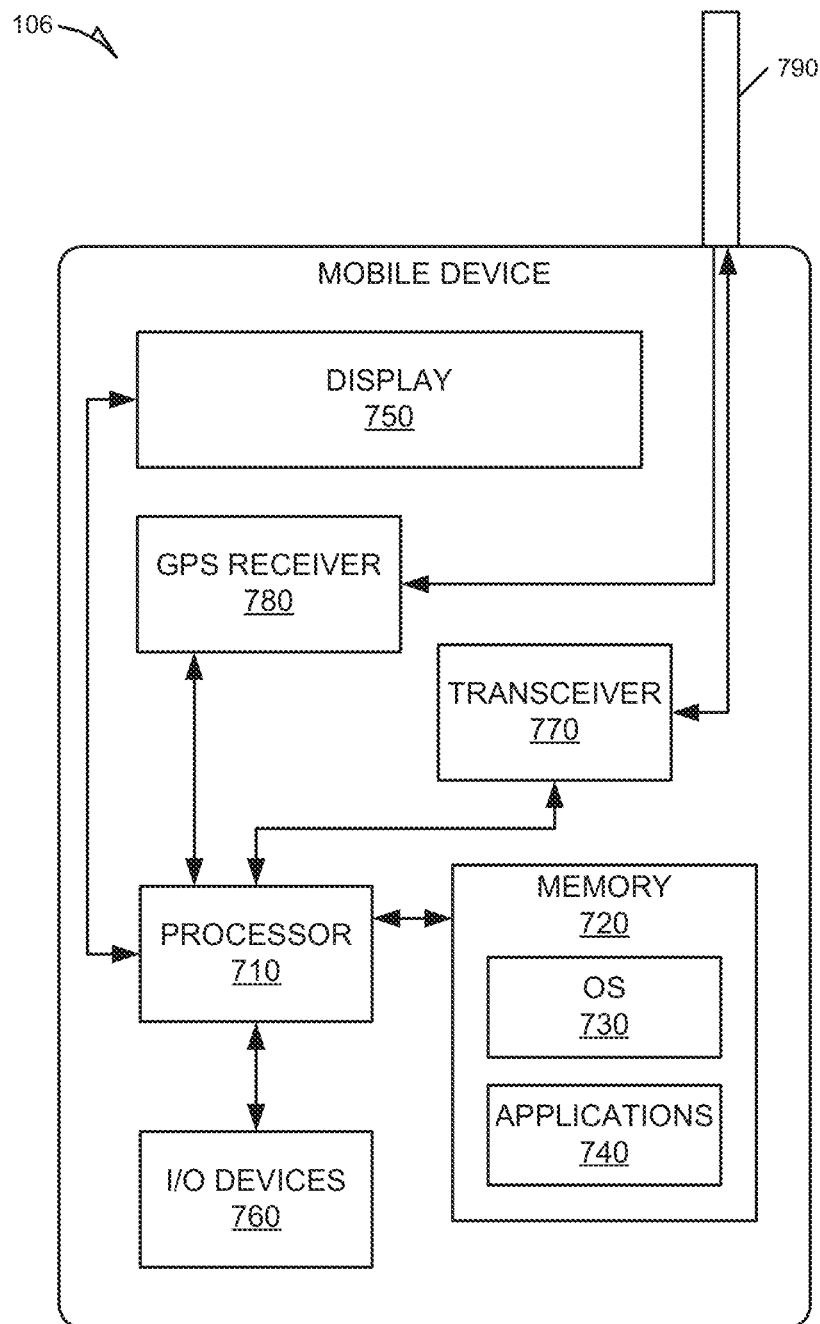 106
790
MOBILE DEVICE
DISPLAY
750
GPS RECEIVER
780
TRANSCEIVER
770
PROCESSOR
710
MEMORY
720
OS
730
APPLICATIONS
740
I/O DEVICES
760